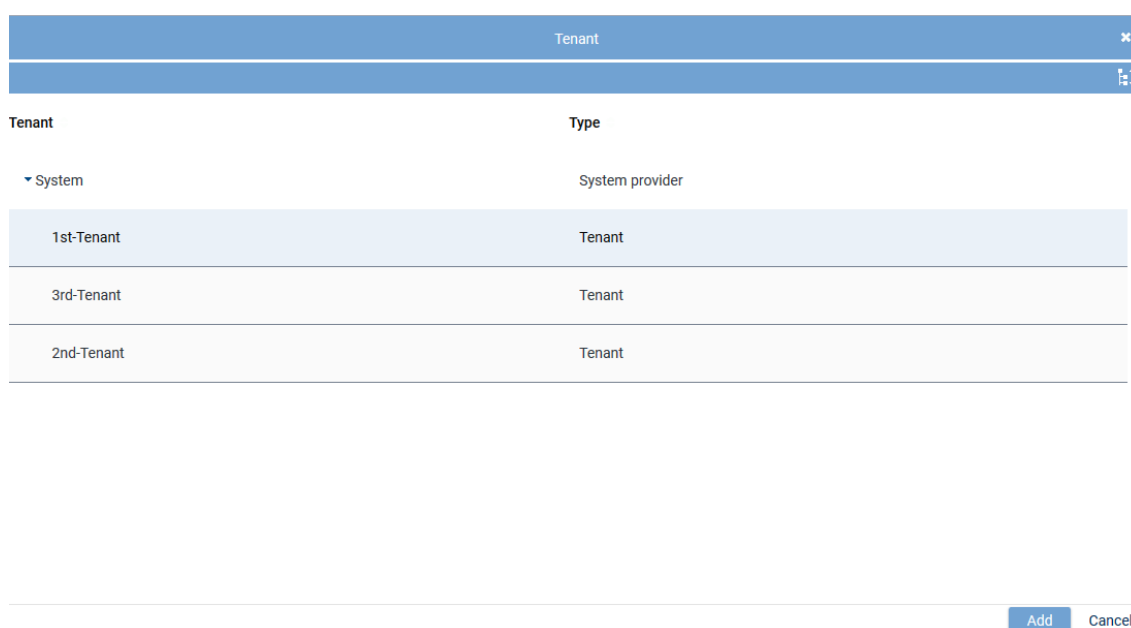 Tenant
Tenant Type
System System provider
1st-Tenant Tenant
3rd-Tenant Tenant
2nd-Tenant Tenant
Add Cancel